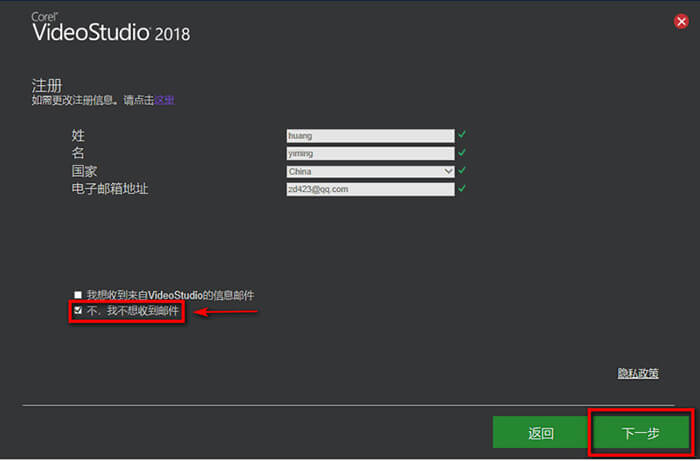 Corel
VideoStudio 2018
注册
如需更改注册信息。请点击这里
姓 huang
名 yiming
国家 China
电子邮箱地址 zd423@qq.com
我想收到来自VideoStudio的信息邮件
不，我不想收到邮件
隐私政策
返回 下一步